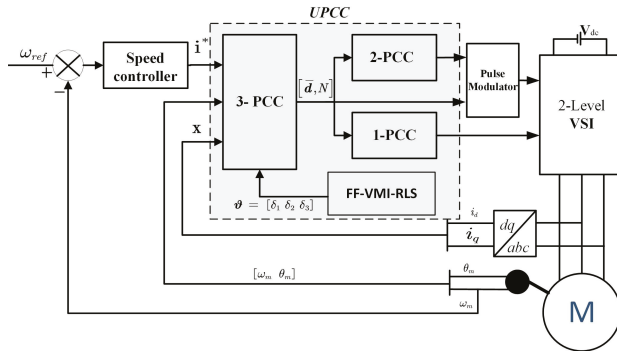 UPCC
V_dc
ω_ref
+
−
Speed
controller
i*
3- PCC
2-PCC
[d̄, N]
1-PCC
Pulse
Modulator
2-Level
VSI
x
FF-VMI-RLS
ϑ = [δ₁ δ₂ δ₃]
i_d
i_q
dq
abc
[ω_m θ_m]
θ_m
ω_m
M